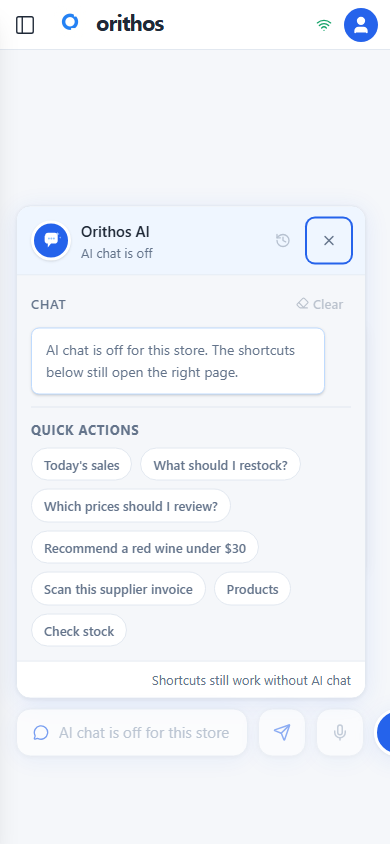 orithos
Orithos AI
AI chat is off
CHAT
Clear
AI chat is off for this store. The shortcuts
below still open the right page.
QUICK ACTIONS
Today's sales
What should I restock?
Which prices should I review?
Recommend a red wine under $30
Scan this supplier invoice
Products
Check stock
Shortcuts still work without AI chat
AI chat is off for this store